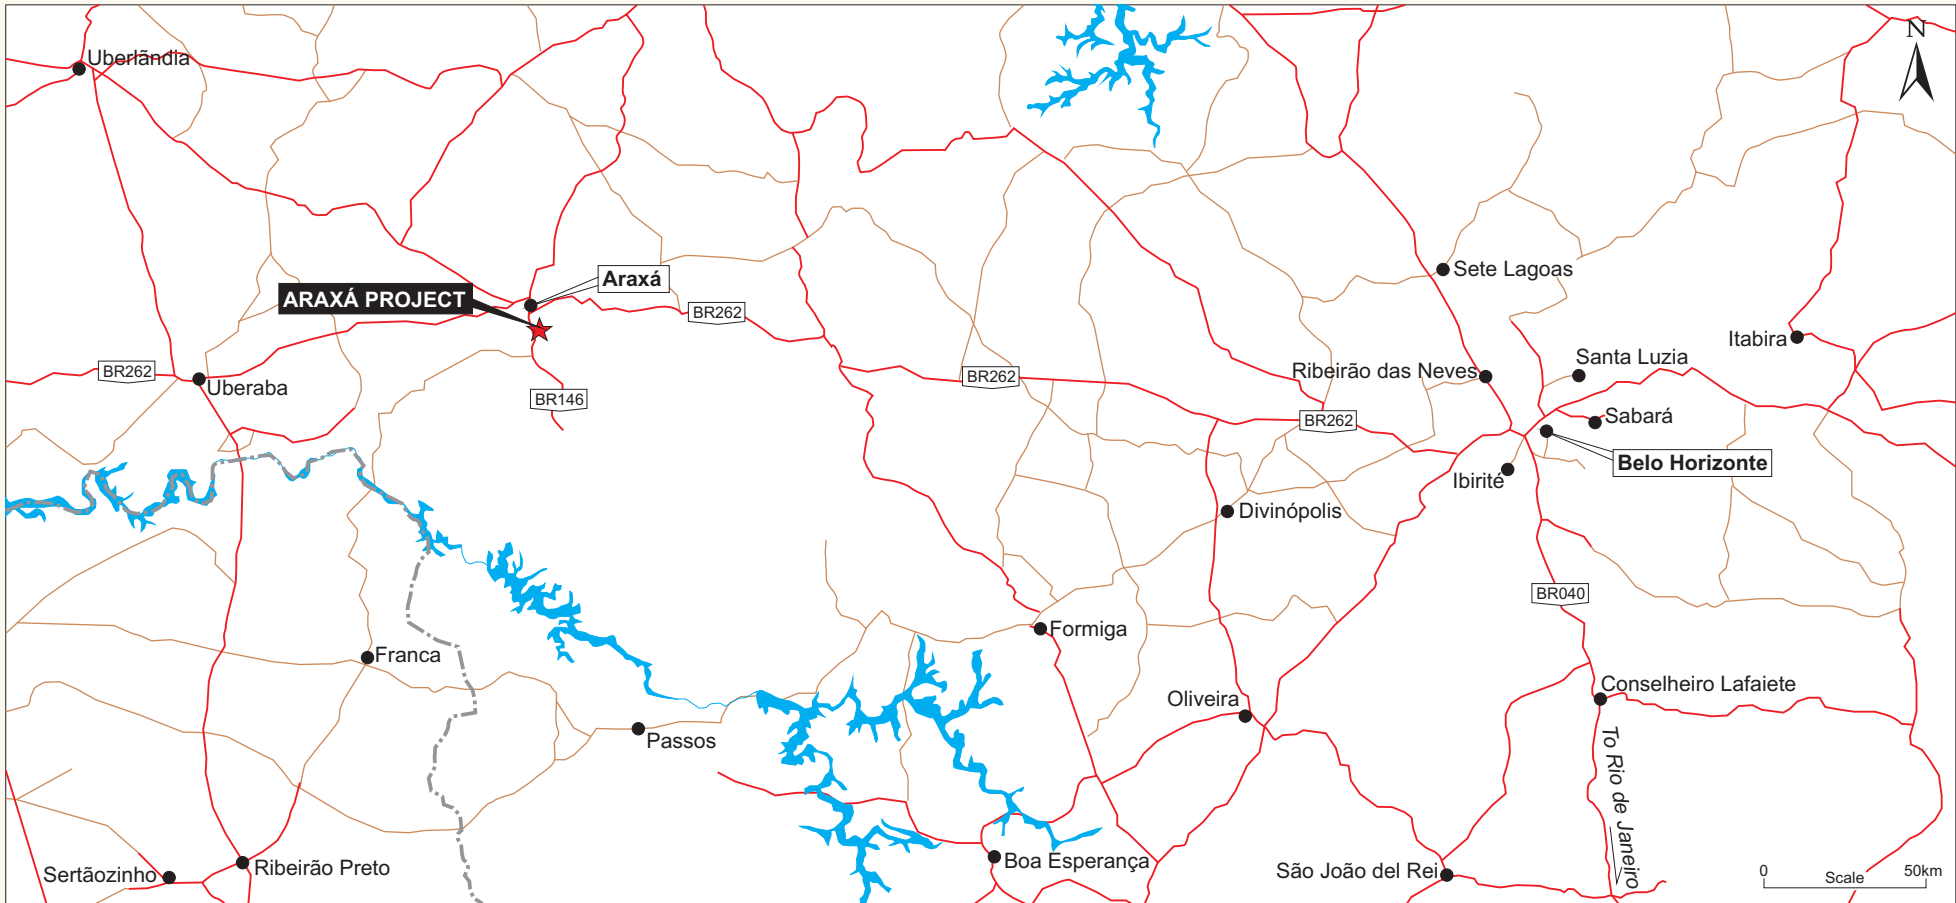 N
Uberlãndia
Sete Lagoas
Araxá
ARAXÁ PROJECT
BR262
Itabira
Santa Luzia
BR262
Ribeirão das Neves
BR262
Uberaba
BR146
Sabará
BR262
Belo Horizonte
Ibirité
Divinópolis
BR040
Formiga
Franca
Conselheiro Lafaiete
Oliveira
Passos
To Rio de Janeiro
Boa Esperança
Ribeirão Preto
São João del Rei
Sertãozinho
0 Scale 50km